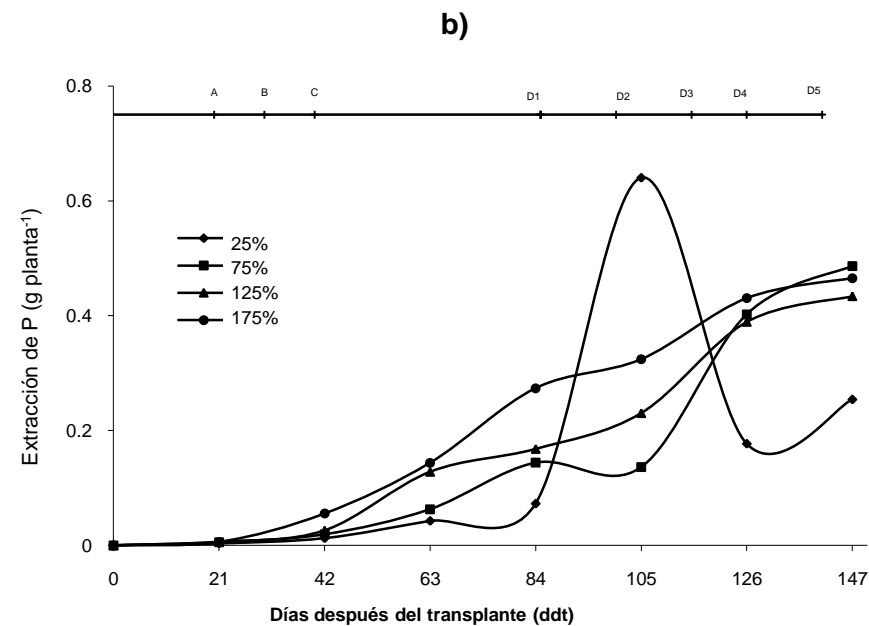 b)
0.8
A B C D1 D2 D3 D4 D5
0.6
25%
75%
0.4
125%
175%
0.2
0
Extracción de P (g planta⁻¹)
0 21 42 63 84 105 126 147
Días después del transplante (ddt)